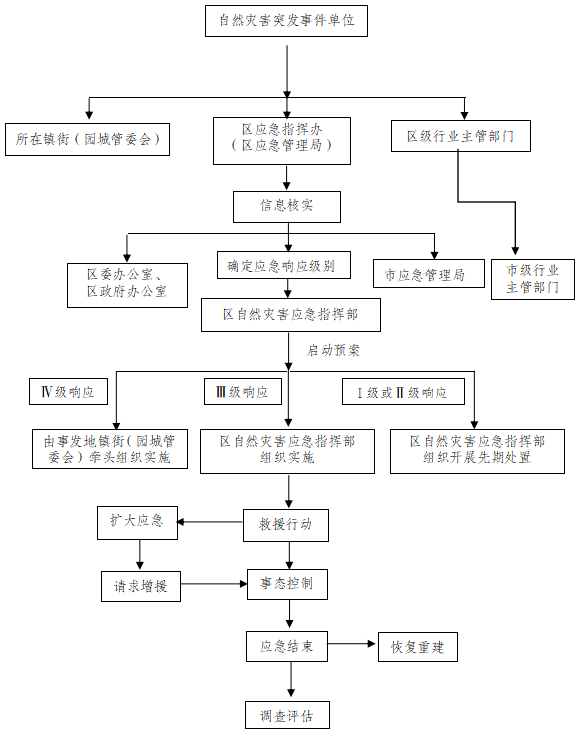 自然灾害突发事件单位
所在镇街（园城管委会）
区应急指挥办
（区应急管理局）
区级行业主管部门
信息核实
区委办公室、
区政府办公室
确定应急响应级别
市应急管理局
市级行业
主管部门
区自然灾害应急指挥部
启动预案
Ⅳ级响应
Ⅲ级响应
Ⅰ级或Ⅱ级响应
由事发地镇街（园城管
委会）牵头组织实施
区自然灾害应急指挥部
组织实施
区自然灾害应急指挥部
组织开展先期处置
扩大应急
救援行动
请求增援
事态控制
应急结束
恢复重建
调查评估